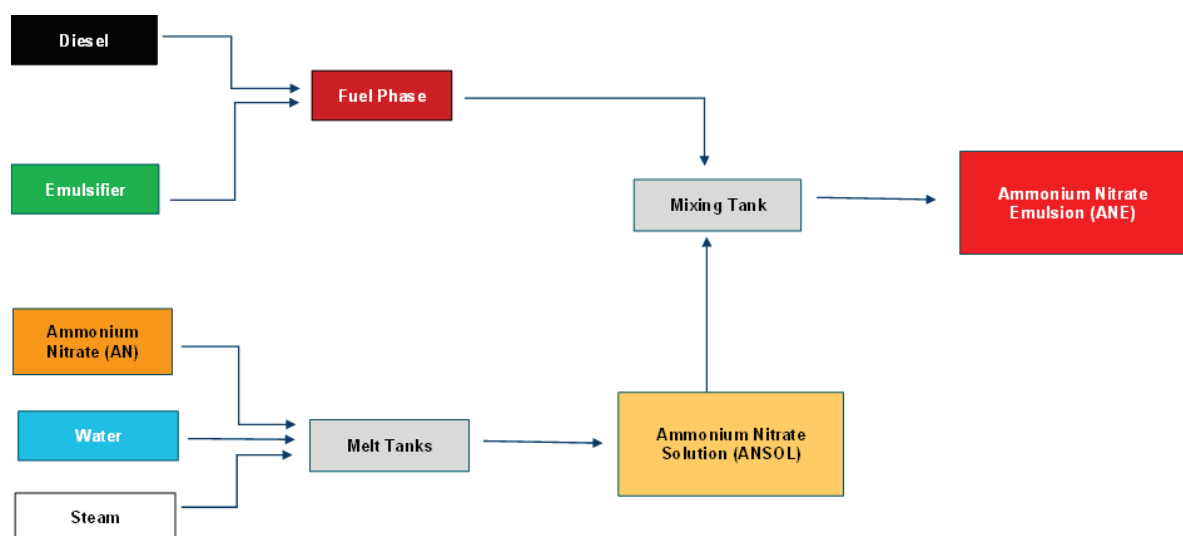 Diesel
Fuel Phase
Emulsifier
Mixing Tank
Ammonium Nitrate
Emulsion (ANE)
Ammonium
Nitrate (AN)
Water
Melt Tanks
Ammonium Nitrate
Solution (ANSOL)
Steam